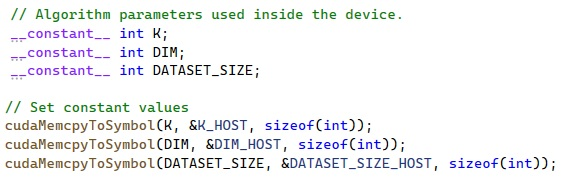 // Algorithm parameters used inside the device.
__constant__ int K;
__constant__ int DIM;
__constant__ int DATASET_SIZE;
// Set constant values
cudaMemcpyToSymbol(K, &K_HOST, sizeof(int));
cudaMemcpyToSymbol(DIM, &DIM_HOST, sizeof(int));
cudaMemcpyToSymbol(DATASET_SIZE, &DATASET_SIZE_HOST, sizeof(int));